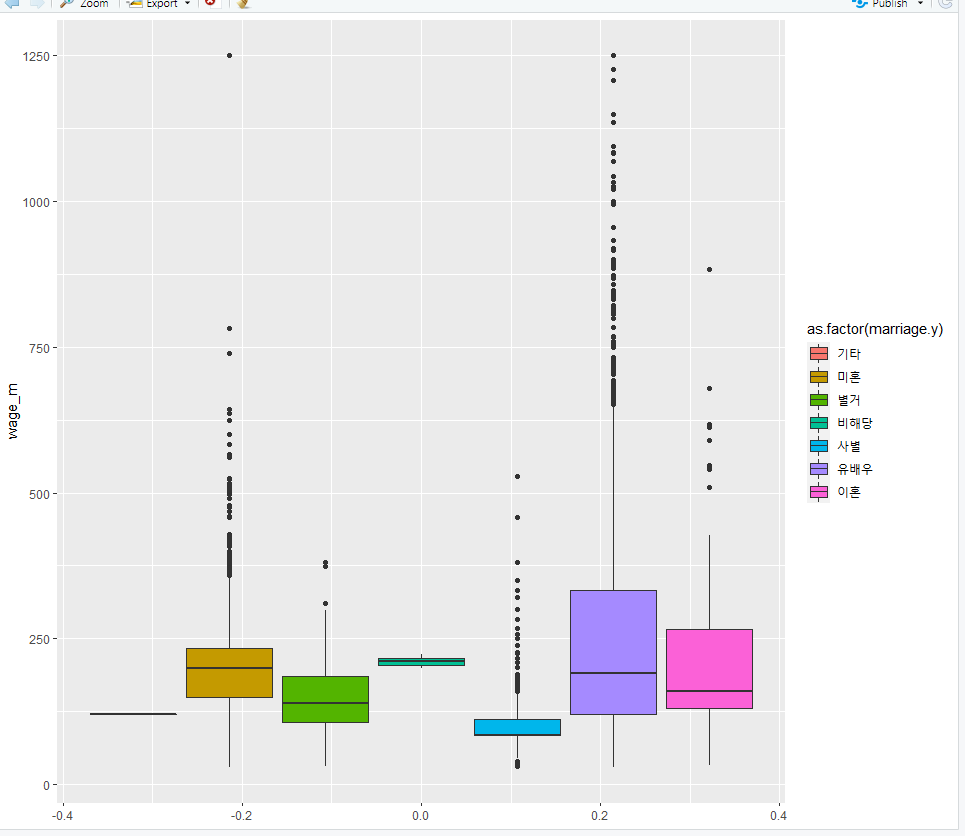 Zoom Export Publish
1250
1000
750
500
250
0
wage_m
-0.4 -0.2 0.0 0.2 0.4
as.factor(marriage.y)
기타
미혼
별거
비해당
사별
유배우
이혼